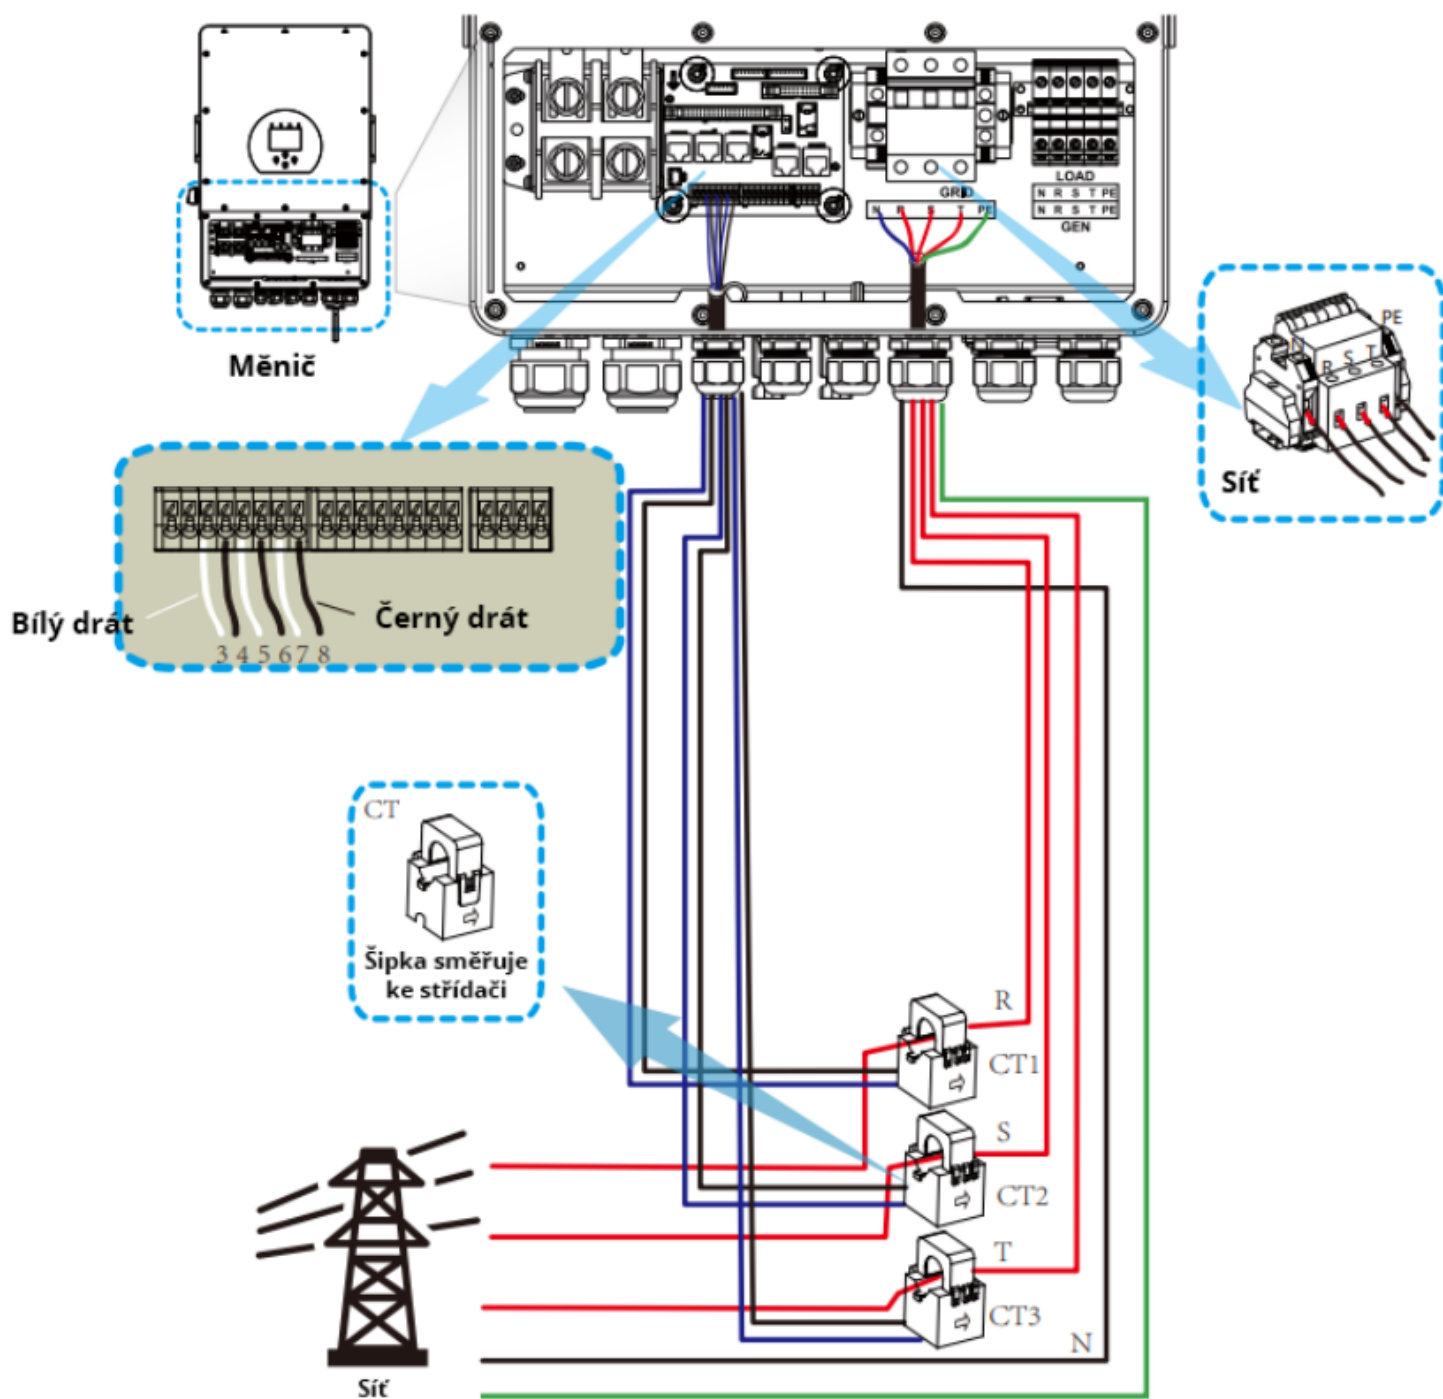 LOAD
GRID
N R S T PE
N R S T PE
N R S T PE
GEN
Měnič
N
R
S
T
PE
Síť
Bílý drát
Černý drát
3 4 5 6 7 8
CT
Šipka směřuje
ke střídači
R
CT1
S
CT2
T
CT3
N
Síť